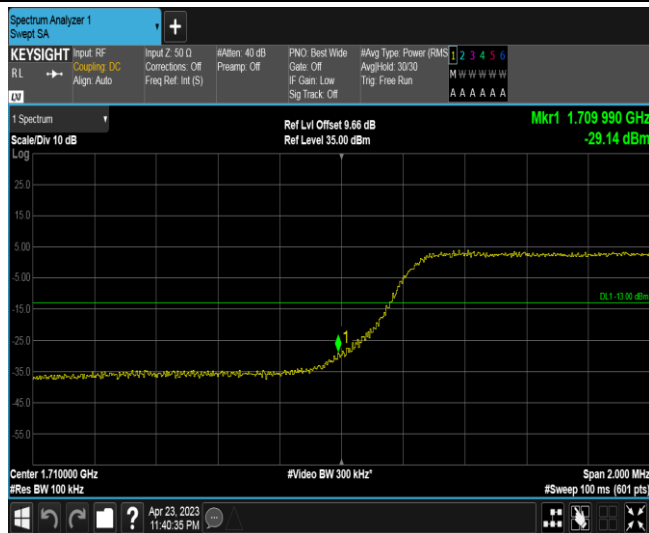 Spectrum Analyzer 1
Swept SA
+
KEYSIGHT Input: RF Input Z: 50 Ω #Atten: 40 dB PNO: Best Wide #Avg Type: Power (RMS 1 2 3 4 5 6
R L Coupling: DC Corrections: Off Preamp: Off Gate: Off Avg|Hold: 30/30 M W W W W W
Align: Auto Freq Ref: Int (S) IF Gain: Low Trig: Free Run
Sig Track: Off A A A A A A
LXI
1 Spectrum Ref Lvl Offset 9.66 dB Mkr1 1.709 990 GHz
Scale/Div 10 dB Ref Level 35.00 dBm -29.14 dBm
Log
25.0
15.0
5.00
-5.00
DL1 -13.00 dBm
-15.0
1
-25.0
-35.0
-45.0
-55.0
Center 1.710000 GHz #Video BW 300 kHz* Span 2.000 MHz
#Res BW 100 kHz #Sweep 100 ms (601 pts)
? Apr 23, 2023
11:40:35 PM